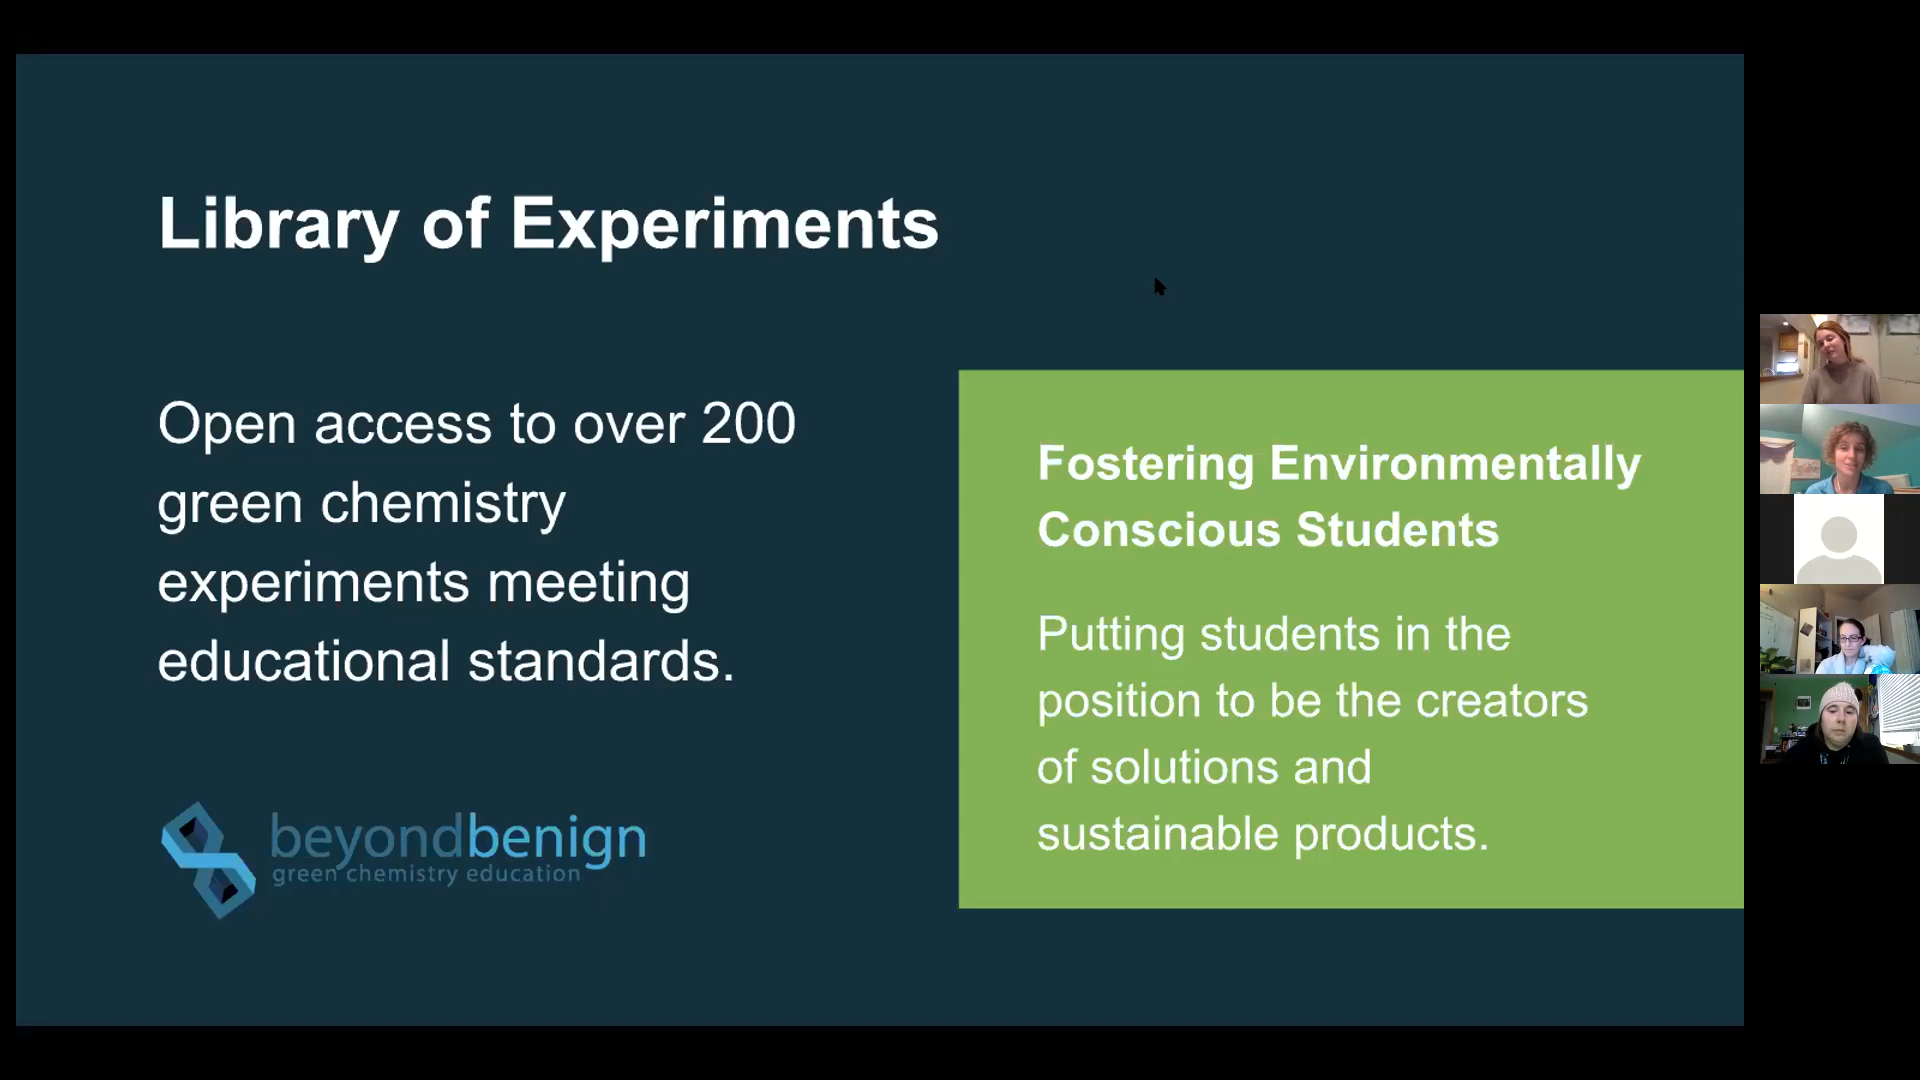 Library of Experiments
Open access to over 200
green chemistry
experiments meeting
educational standards.
beyondbenign
green chemistry education
Fostering Environmentally
Conscious Students
Putting students in the
position to be the creators
of solutions and
sustainable products.